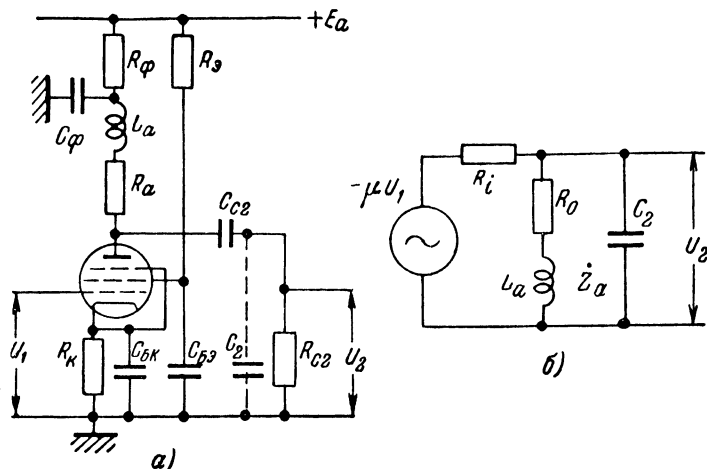 +Eа
Rф
Rэ
Cф
Lа
Rа
Cс2
U₁
Rк
Cбк
Cбэ
C₂
Rс2
U₂
а)
-μU₁
Ri
R₀
Lа
Żа
C₂
U₂
б)